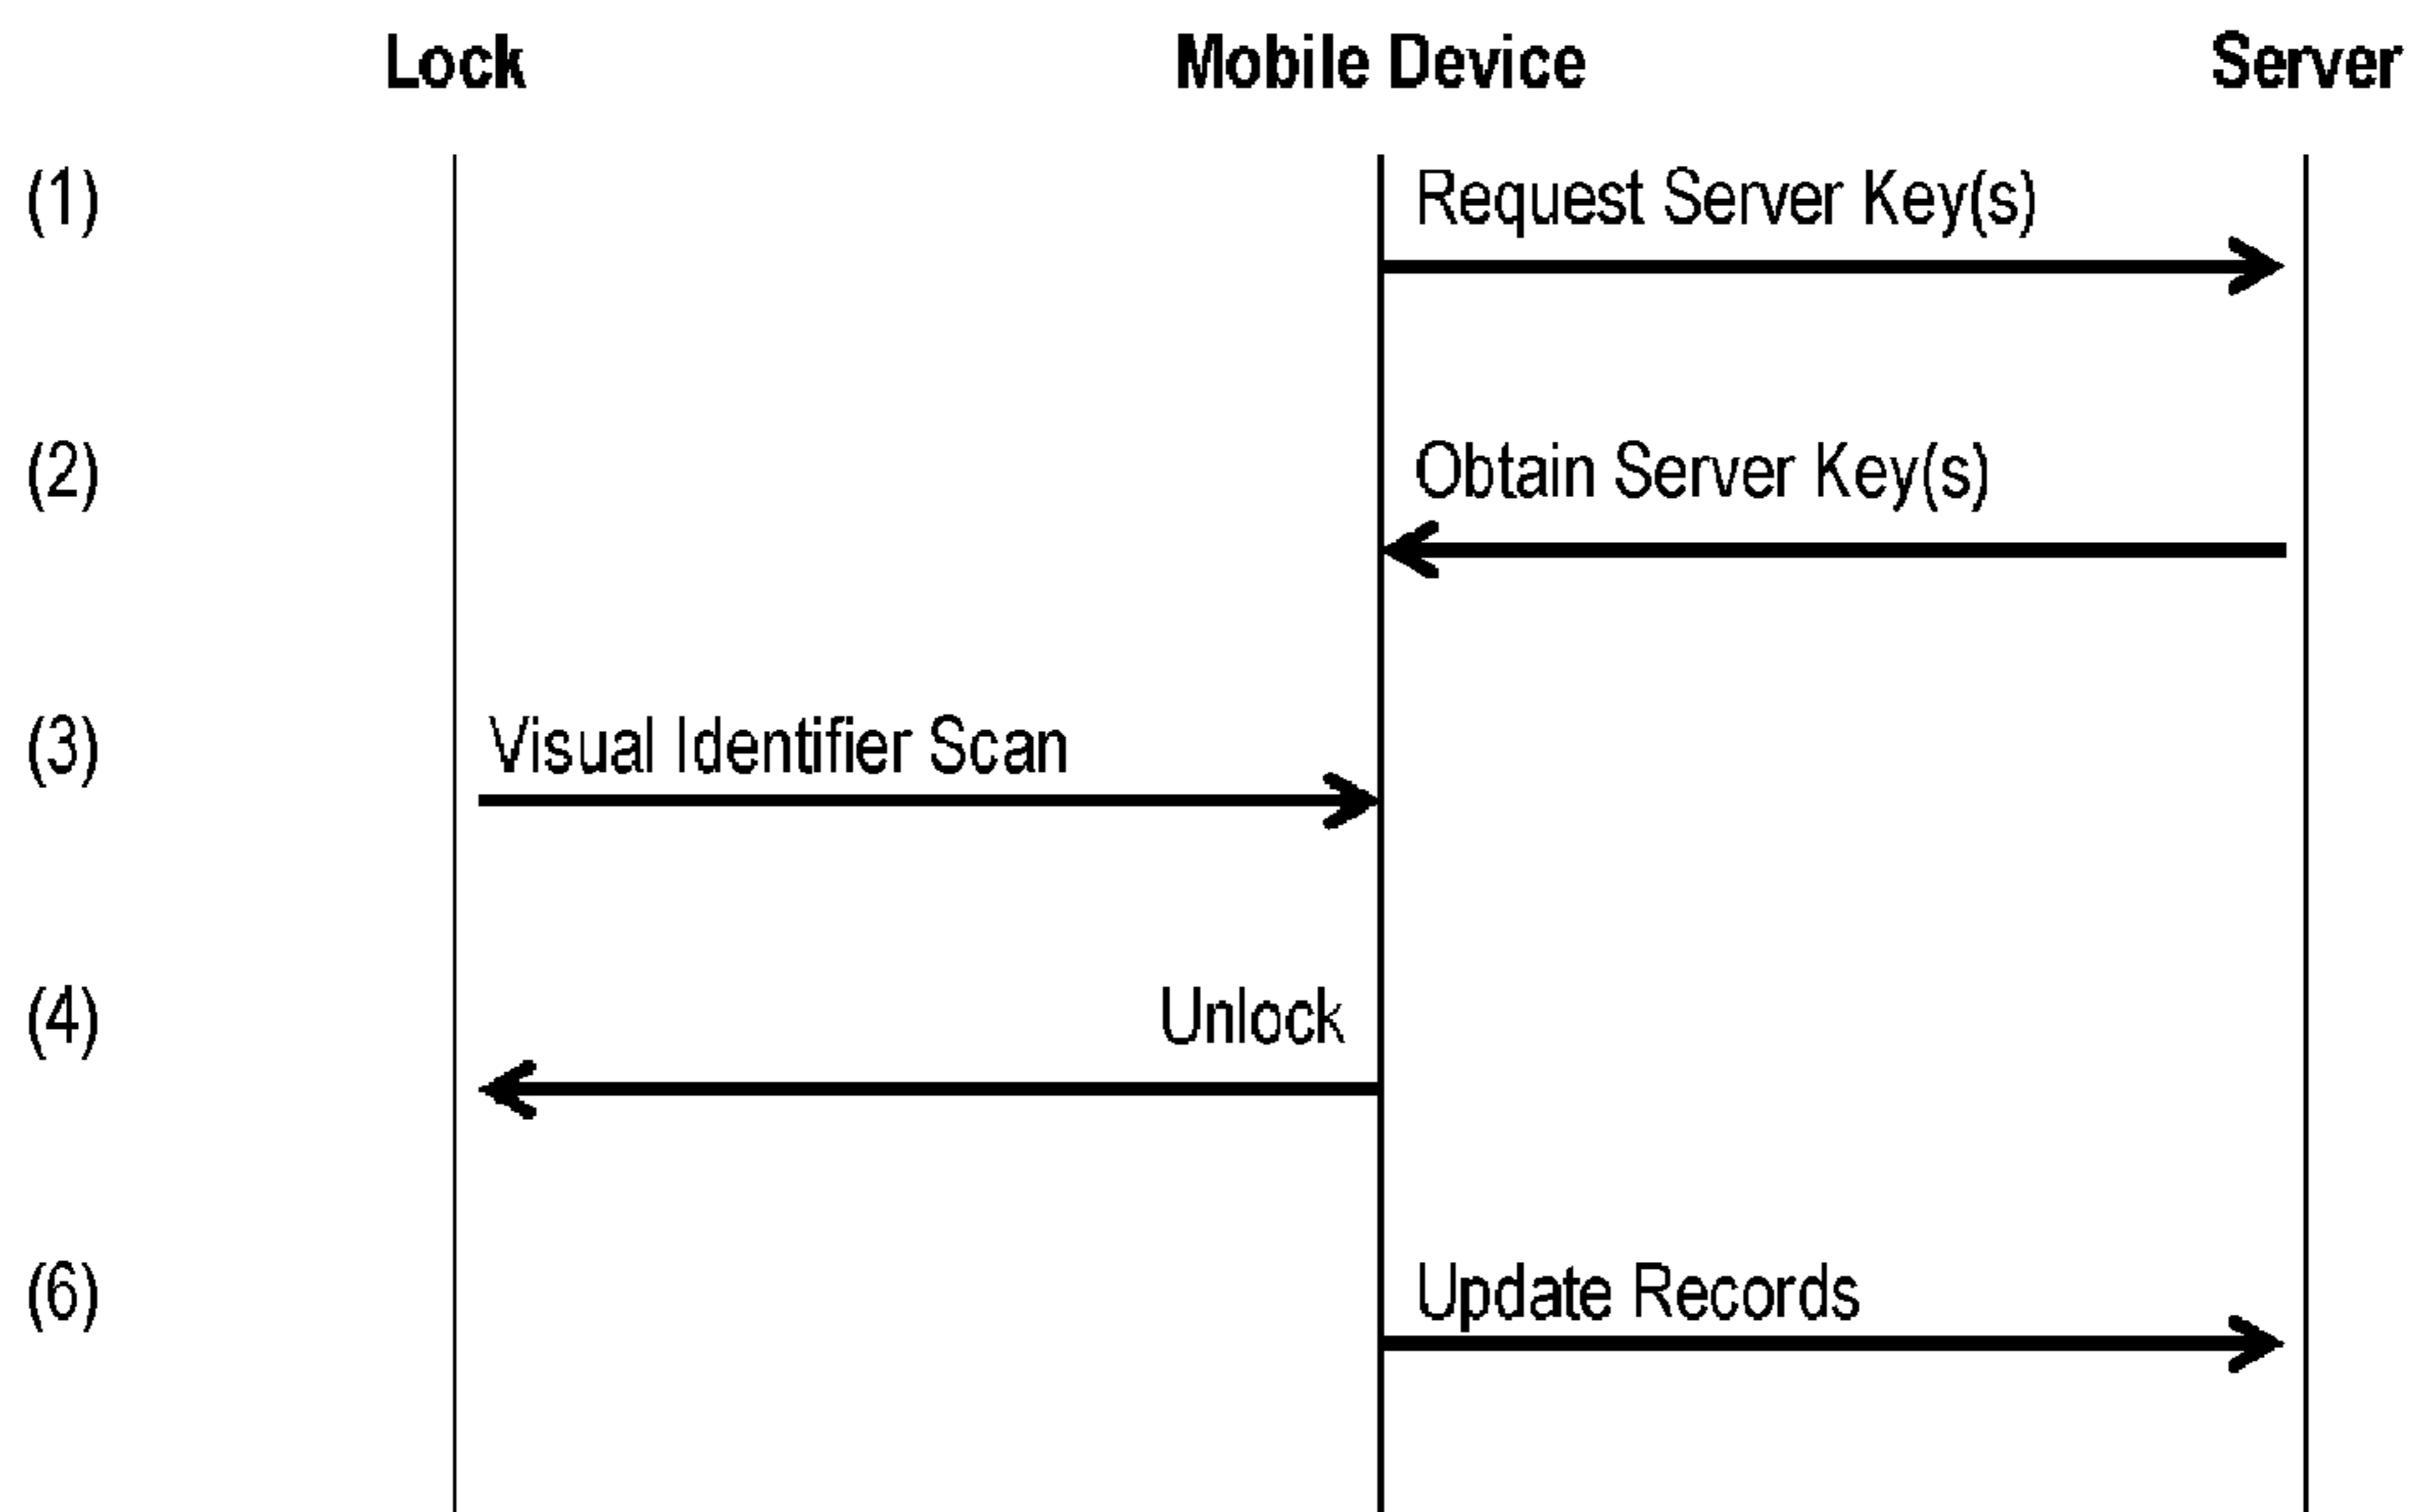 Lock Mobile Device Server
(1) Request Server Key(s)
(2) Obtain Server Key(s)
(3) Visual Identifier Scan
(4) Unlock
(6) Update Records